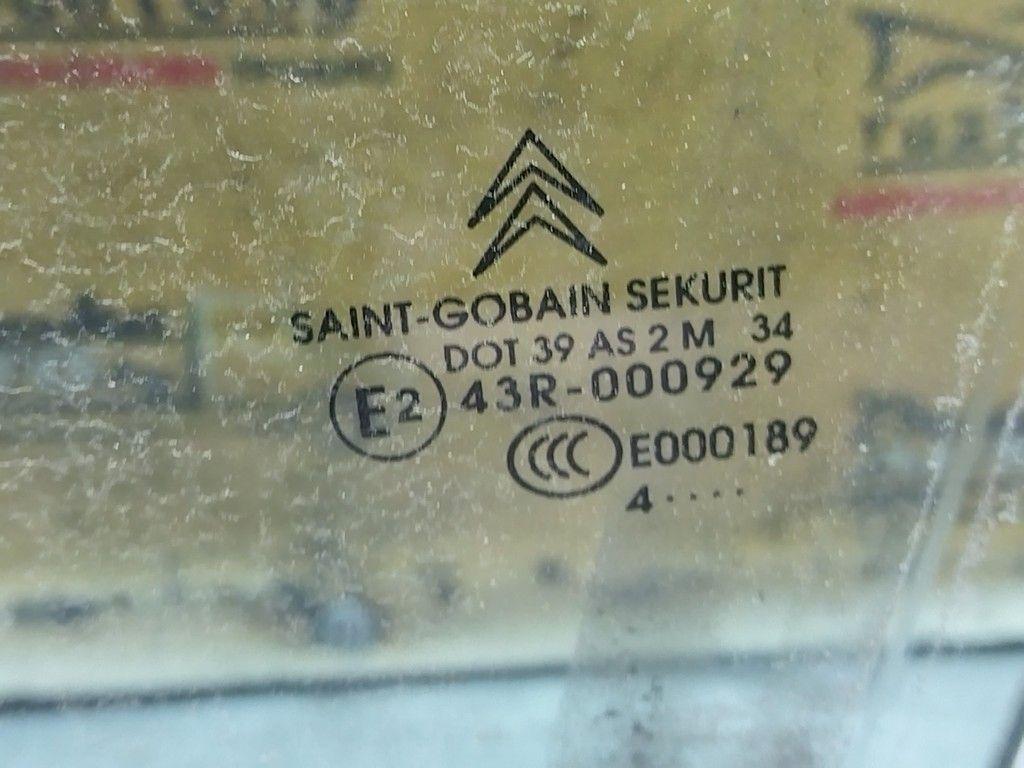 SAINT-GOBAIN SEKURIT
DOT 39 AS 2 M 34
E2 43R-000929
CCC E000189
4····